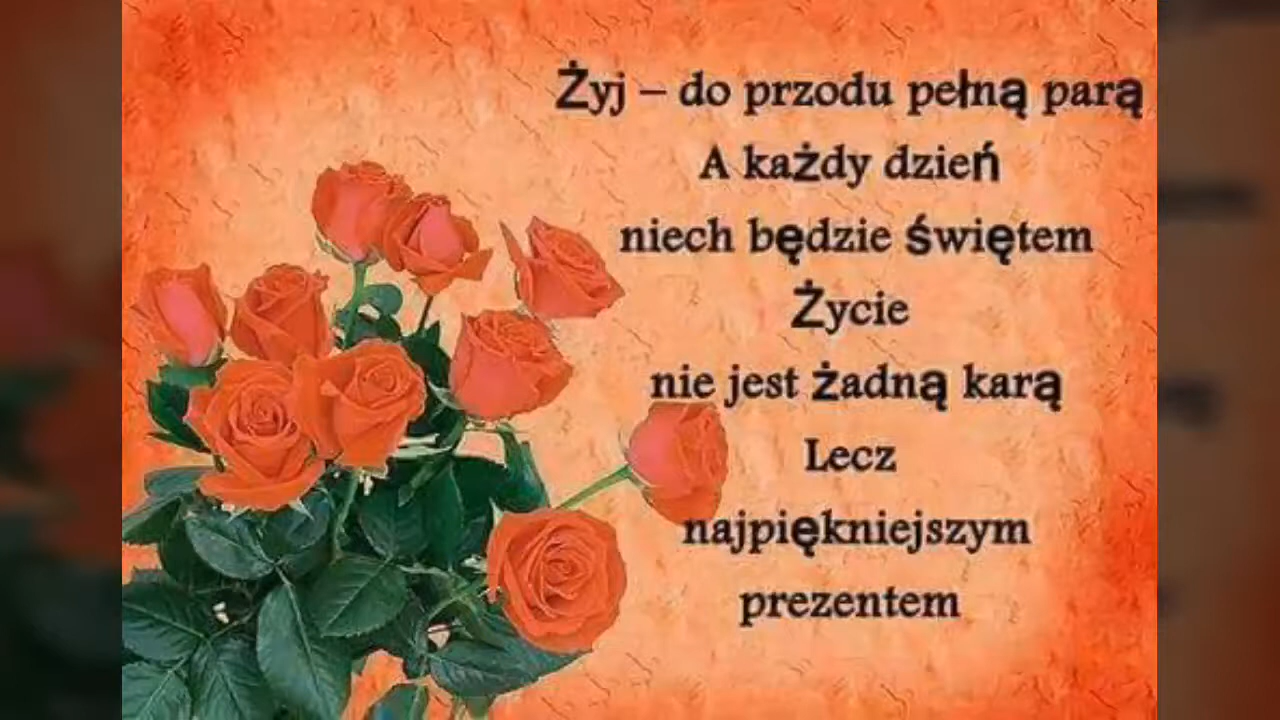 Żyj – do przodu pełną parą
A każdy dzień
niech będzie świętem
Życie
nie jest żadną karą
Lecz
najpiękniejszym
prezentem